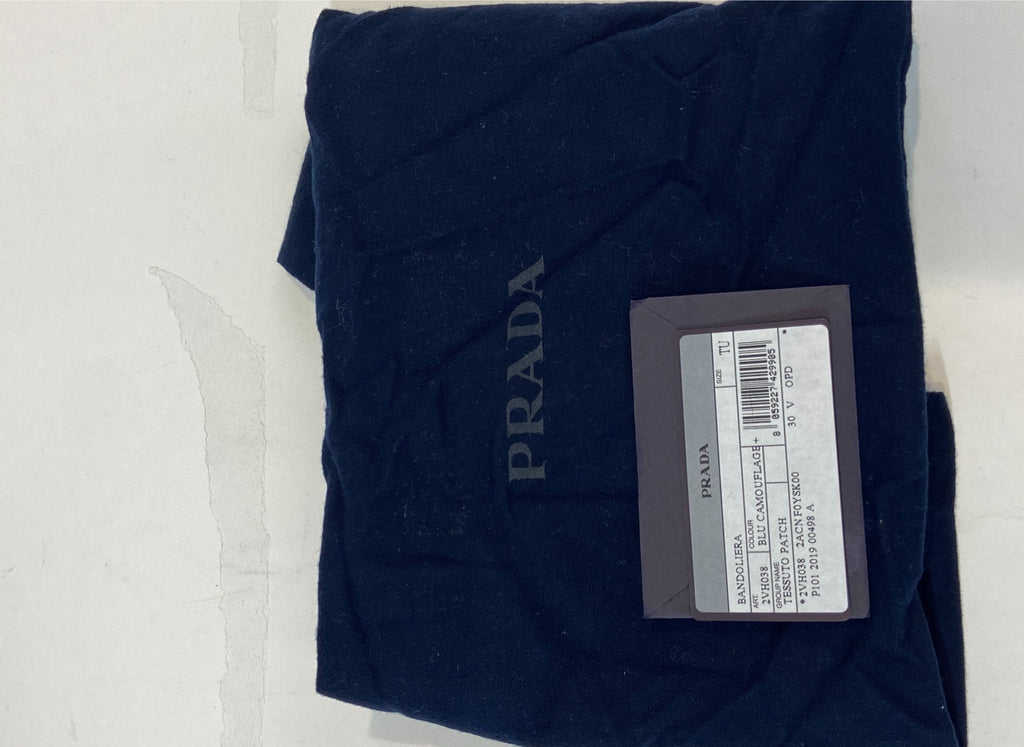 PRADA
PRADA
BANDOLIERA
ART. COLOUR SIZE
2VH038 BLU CAMOUFLAGE+ TU
GROUP NAME
TESSUTO PATCH
8 059227 429905
*2VH038 2ACN F0YSK00 30 V OPD
P101 2019 00498 A